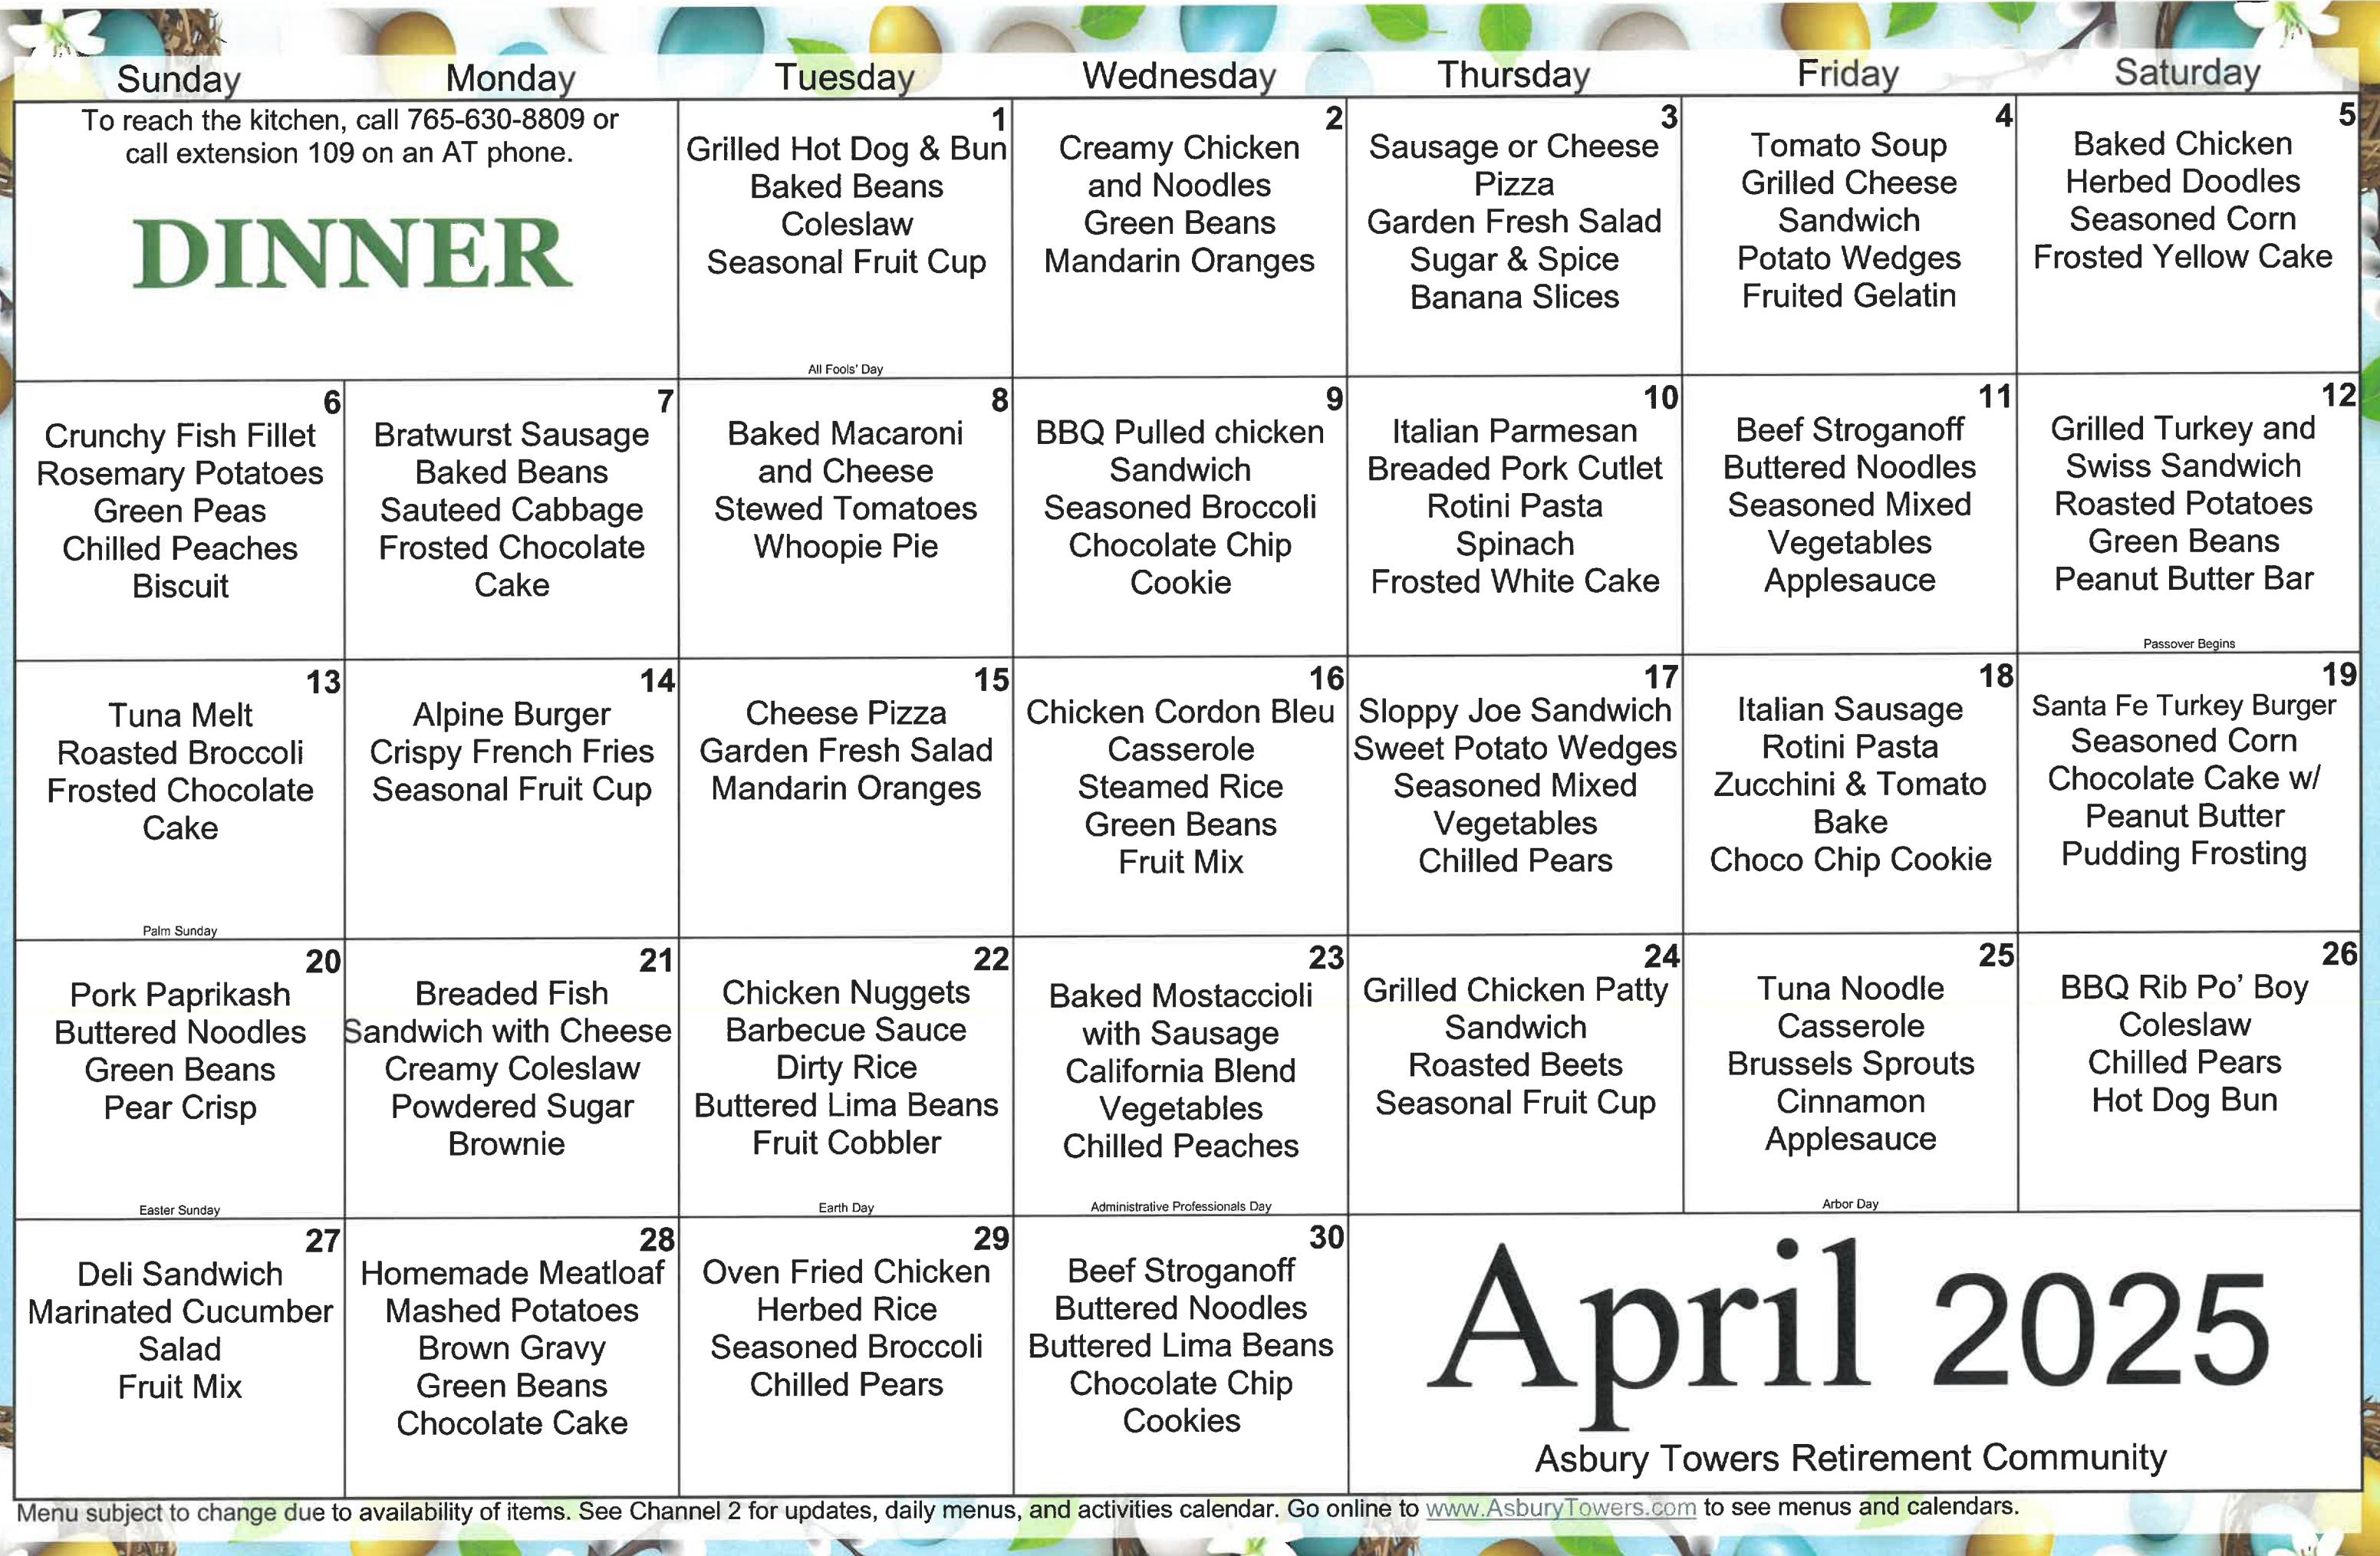 Sunday Monday Tuesday Wednesday Thursday Friday Saturday
To reach the kitchen, call 765-630-8809 or
call extension 109 on an AT phone.
DINNER
1
Grilled Hot Dog & Bun
Baked Beans
Coleslaw
Seasonal Fruit Cup
All Fools' Day
2
Creamy Chicken
and Noodles
Green Beans
Mandarin Oranges
3
Sausage or Cheese
Pizza
Garden Fresh Salad
Sugar & Spice
Banana Slices
4
Tomato Soup
Grilled Cheese
Sandwich
Potato Wedges
Fruited Gelatin
5
Baked Chicken
Herbed Doodles
Seasoned Corn
Frosted Yellow Cake
6
Crunchy Fish Fillet
Rosemary Potatoes
Green Peas
Chilled Peaches
Biscuit
7
Bratwurst Sausage
Baked Beans
Sauteed Cabbage
Frosted Chocolate
Cake
8
Baked Macaroni
and Cheese
Stewed Tomatoes
Whoopie Pie
9
BBQ Pulled chicken
Sandwich
Seasoned Broccoli
Chocolate Chip
Cookie
10
Italian Parmesan
Breaded Pork Cutlet
Rotini Pasta
Spinach
Frosted White Cake
11
Beef Stroganoff
Buttered Noodles
Seasoned Mixed
Vegetables
Applesauce
12
Grilled Turkey and
Swiss Sandwich
Roasted Potatoes
Green Beans
Peanut Butter Bar
Passover Begins
13
Tuna Melt
Roasted Broccoli
Frosted Chocolate
Cake
Palm Sunday
14
Alpine Burger
Crispy French Fries
Seasonal Fruit Cup
15
Cheese Pizza
Garden Fresh Salad
Mandarin Oranges
16
Chicken Cordon Bleu
Casserole
Steamed Rice
Green Beans
Fruit Mix
17
Sloppy Joe Sandwich
Sweet Potato Wedges
Seasoned Mixed
Vegetables
Chilled Pears
18
Italian Sausage
Rotini Pasta
Zucchini & Tomato
Bake
Choco Chip Cookie
19
Santa Fe Turkey Burger
Seasoned Corn
Chocolate Cake w/
Peanut Butter
Pudding Frosting
20
Pork Paprikash
Buttered Noodles
Green Beans
Pear Crisp
Easter Sunday
21
Breaded Fish
Sandwich with Cheese
Creamy Coleslaw
Powdered Sugar
Brownie
22
Chicken Nuggets
Barbecue Sauce
Dirty Rice
Buttered Lima Beans
Fruit Cobbler
Earth Day
23
Baked Mostaccioli
with Sausage
California Blend
Vegetables
Chilled Peaches
Administrative Professionals Day
24
Grilled Chicken Patty
Sandwich
Roasted Beets
Seasonal Fruit Cup
25
Tuna Noodle
Casserole
Brussels Sprouts
Cinnamon
Applesauce
Arbor Day
26
BBQ Rib Po' Boy
Coleslaw
Chilled Pears
Hot Dog Bun
27
Deli Sandwich
Marinated Cucumber
Salad
Fruit Mix
28
Homemade Meatloaf
Mashed Potatoes
Brown Gravy
Green Beans
Chocolate Cake
29
Oven Fried Chicken
Herbed Rice
Seasoned Broccoli
Chilled Pears
30
Beef Stroganoff
Buttered Noodles
Buttered Lima Beans
Chocolate Chip
Cookies
April 2025
Asbury Towers Retirement Community
Menu subject to change due to availability of items. See Channel 2 for updates, daily menus, and activities calendar. Go online to www.AsburyTowers.com to see menus and calendars.